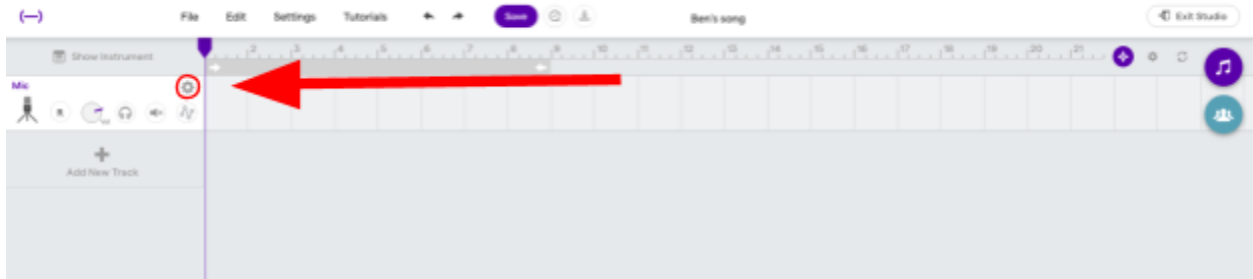 (—) File Edit Settings Tutorials Save Ben's song Exit Studio
Show Instrument 2 3 4 5 6 7 8 9 10 11 12 13 14 15 16 17 18 19 20 21
Mic
R
Add New Track